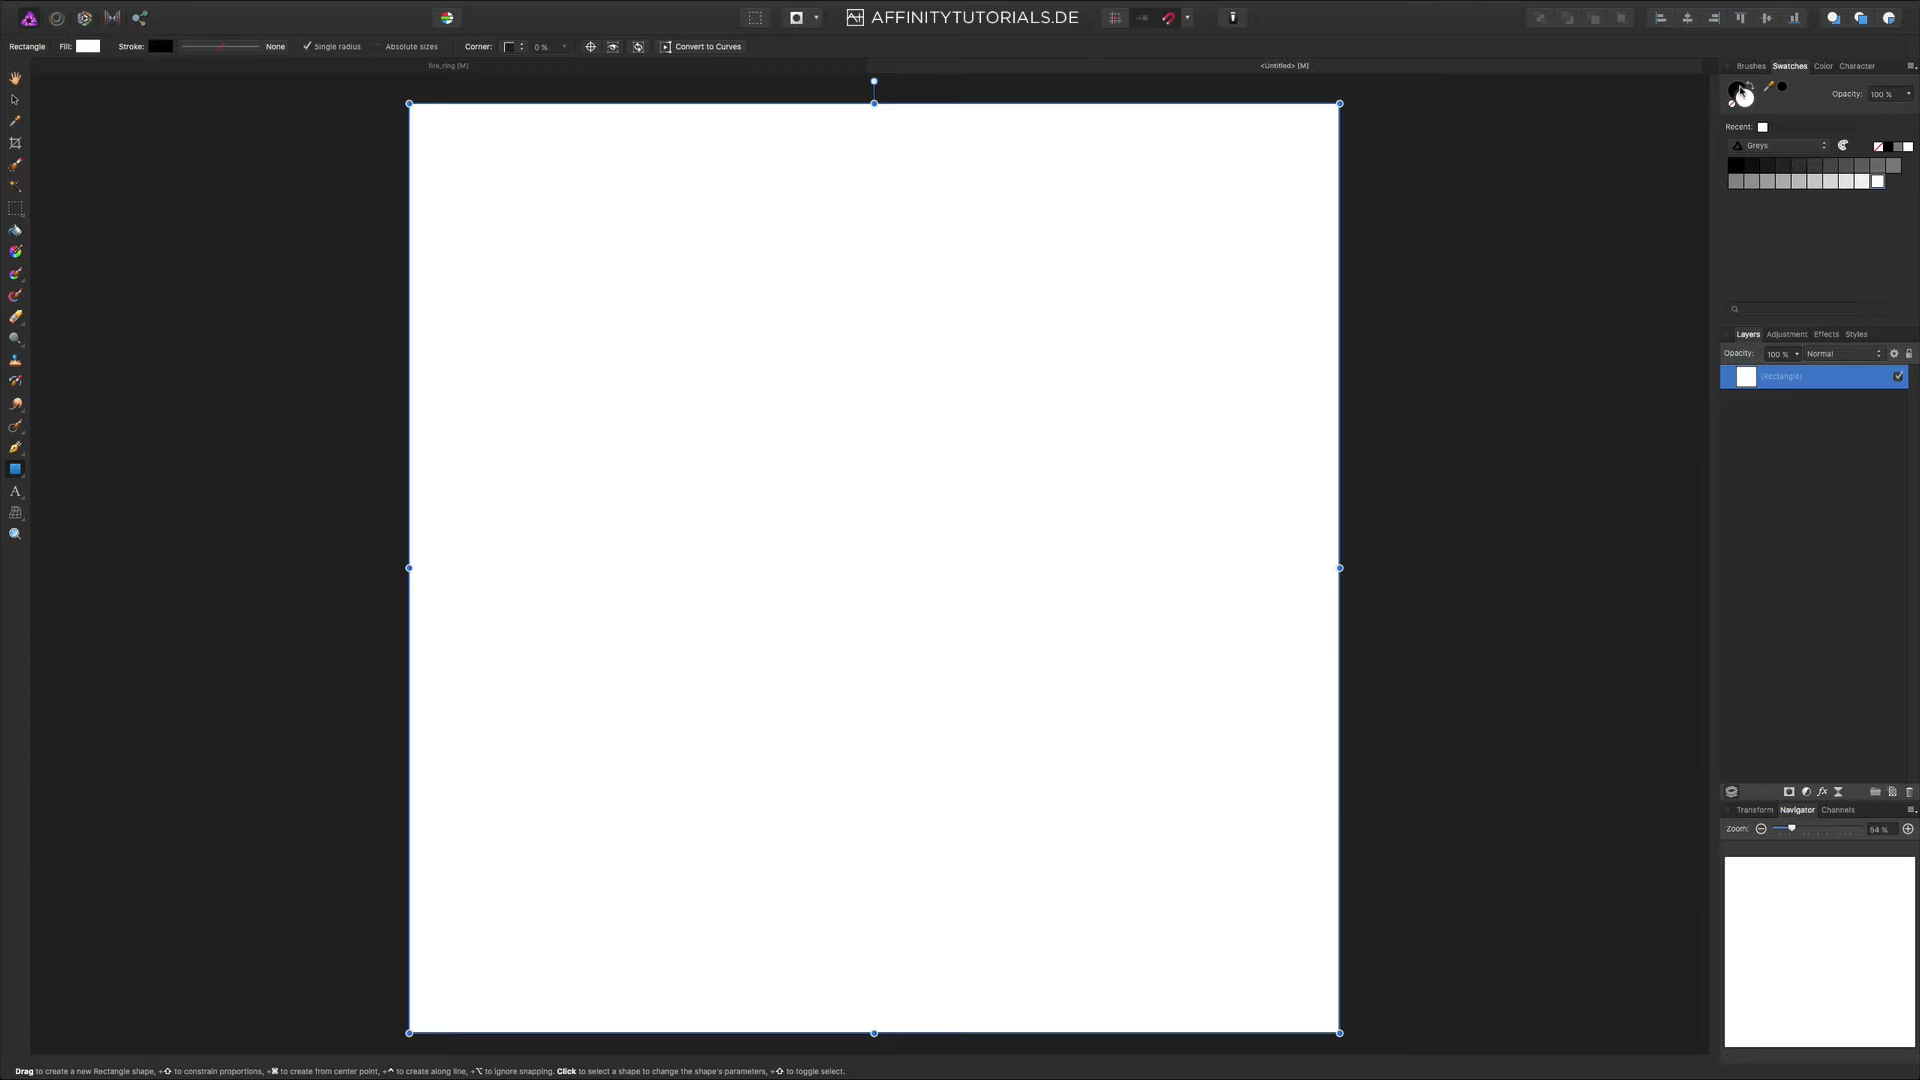 AFFINITYTUTORIALS.DE
Rectangle Fill: Stroke: None Single radius Absolute sizes Corner: 0 % Convert to Curves
fire_ring [M] <Untitled> [M]
Brushes Swatches Color Character
Opacity: 100 %
Recent:
Greys
Layers Adjustment Effects Styles
Opacity: 100 % Normal
(Rectangle)
A
Transform Navigator Channels
Zoom: 54 %
Drag to create a new Rectangle shape, +⇧ to constrain proportions, +⌘ to create from center point, +^ to create along line, +⌥ to ignore snapping. Click to select a shape to change the shape's parameters, +⇧ to toggle select.